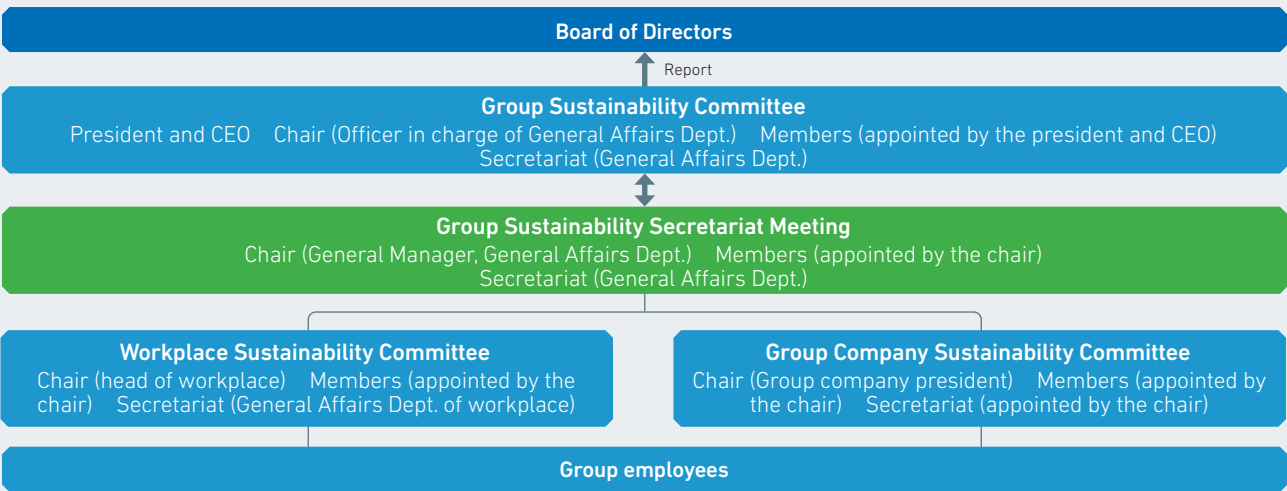 Board of Directors
Report
Group Sustainability Committee
President and CEO Chair (Officer in charge of General Affairs Dept.) Members (appointed by the president and CEO)
Secretariat (General Affairs Dept.)
Group Sustainability Secretariat Meeting
Chair (General Manager, General Affairs Dept.) Members (appointed by the chair)
Secretariat (General Affairs Dept.)
Workplace Sustainability Committee
Chair (head of workplace) Members (appointed by the
chair) Secretariat (General Affairs Dept. of workplace)
Group Company Sustainability Committee
Chair (Group company president) Members (appointed by
the chair) Secretariat (appointed by the chair)
Group employees